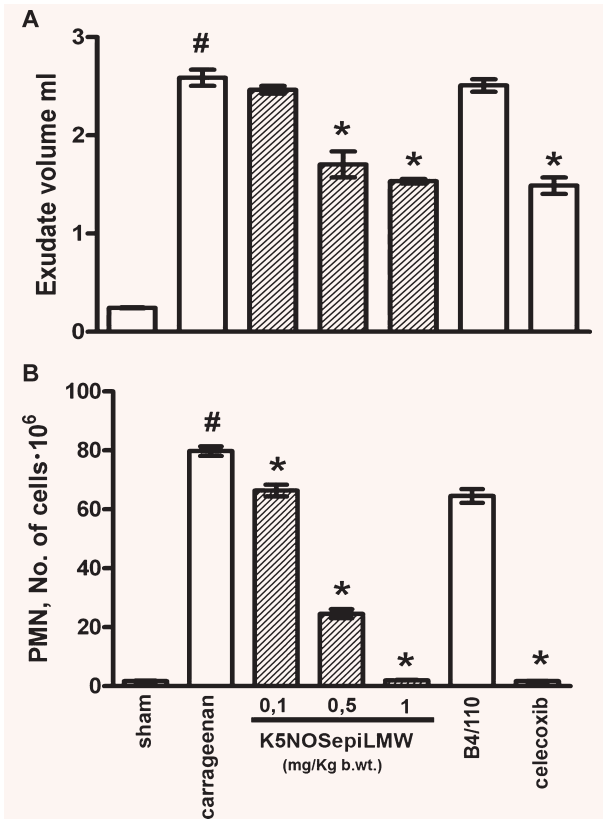 A
3
2
1
0
Exudate volume ml
#
*
*
*
B
100
80
60
40
20
0
PMN, No. of cells·10⁶
#
*
*
*
*
sham
carrageenan
0,1
0,5
1
B4/110
celecoxib
K5NOSepiLMW
(mg/Kg b.wt.)